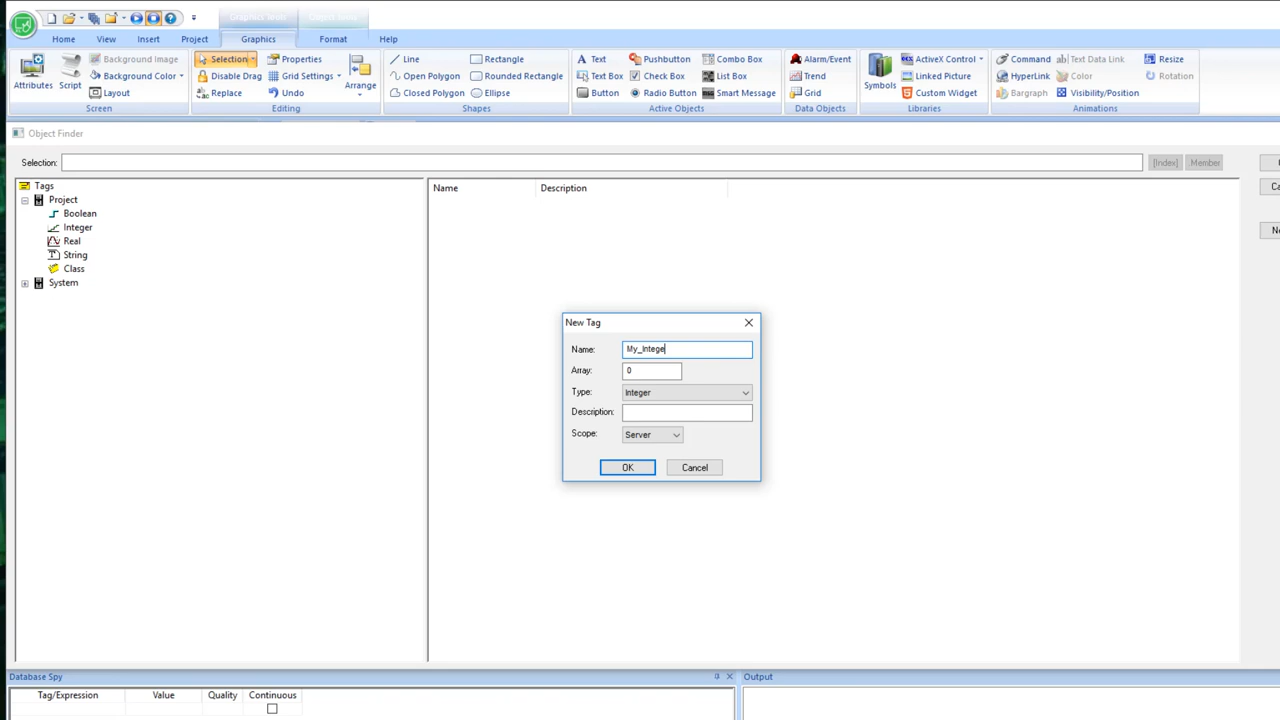 Home View Insert Project Graphics Format Help
Attributes Script Background Image Background Color Layout Screen
Selection Disable Drag Replace Properties Grid Settings Undo Arrange Editing
Line Open Polygon Closed Polygon Rectangle Rounded Rectangle Ellipse Shapes
Text Text Box Button Pushbutton Check Box Radio Button Combo Box List Box Smart Message Active Objects
Alarm/Event Trend Grid Data Objects
Symbols ActiveX Control Linked Picture Custom Widget Libraries
Command HyperLink Bargraph Text Data Link Color Visibility/Position Resize Rotation Animations
Object Finder
Selection: [Index] Member
Tags
Project
Boolean
Integer
Real
String
Class
System
Name Description
New Tag
Name: My_Intege
Array: 0
Type: Integer
Description:
Scope: Server
OK Cancel
Database Spy
Tag/Expression Value Quality Continuous
Output